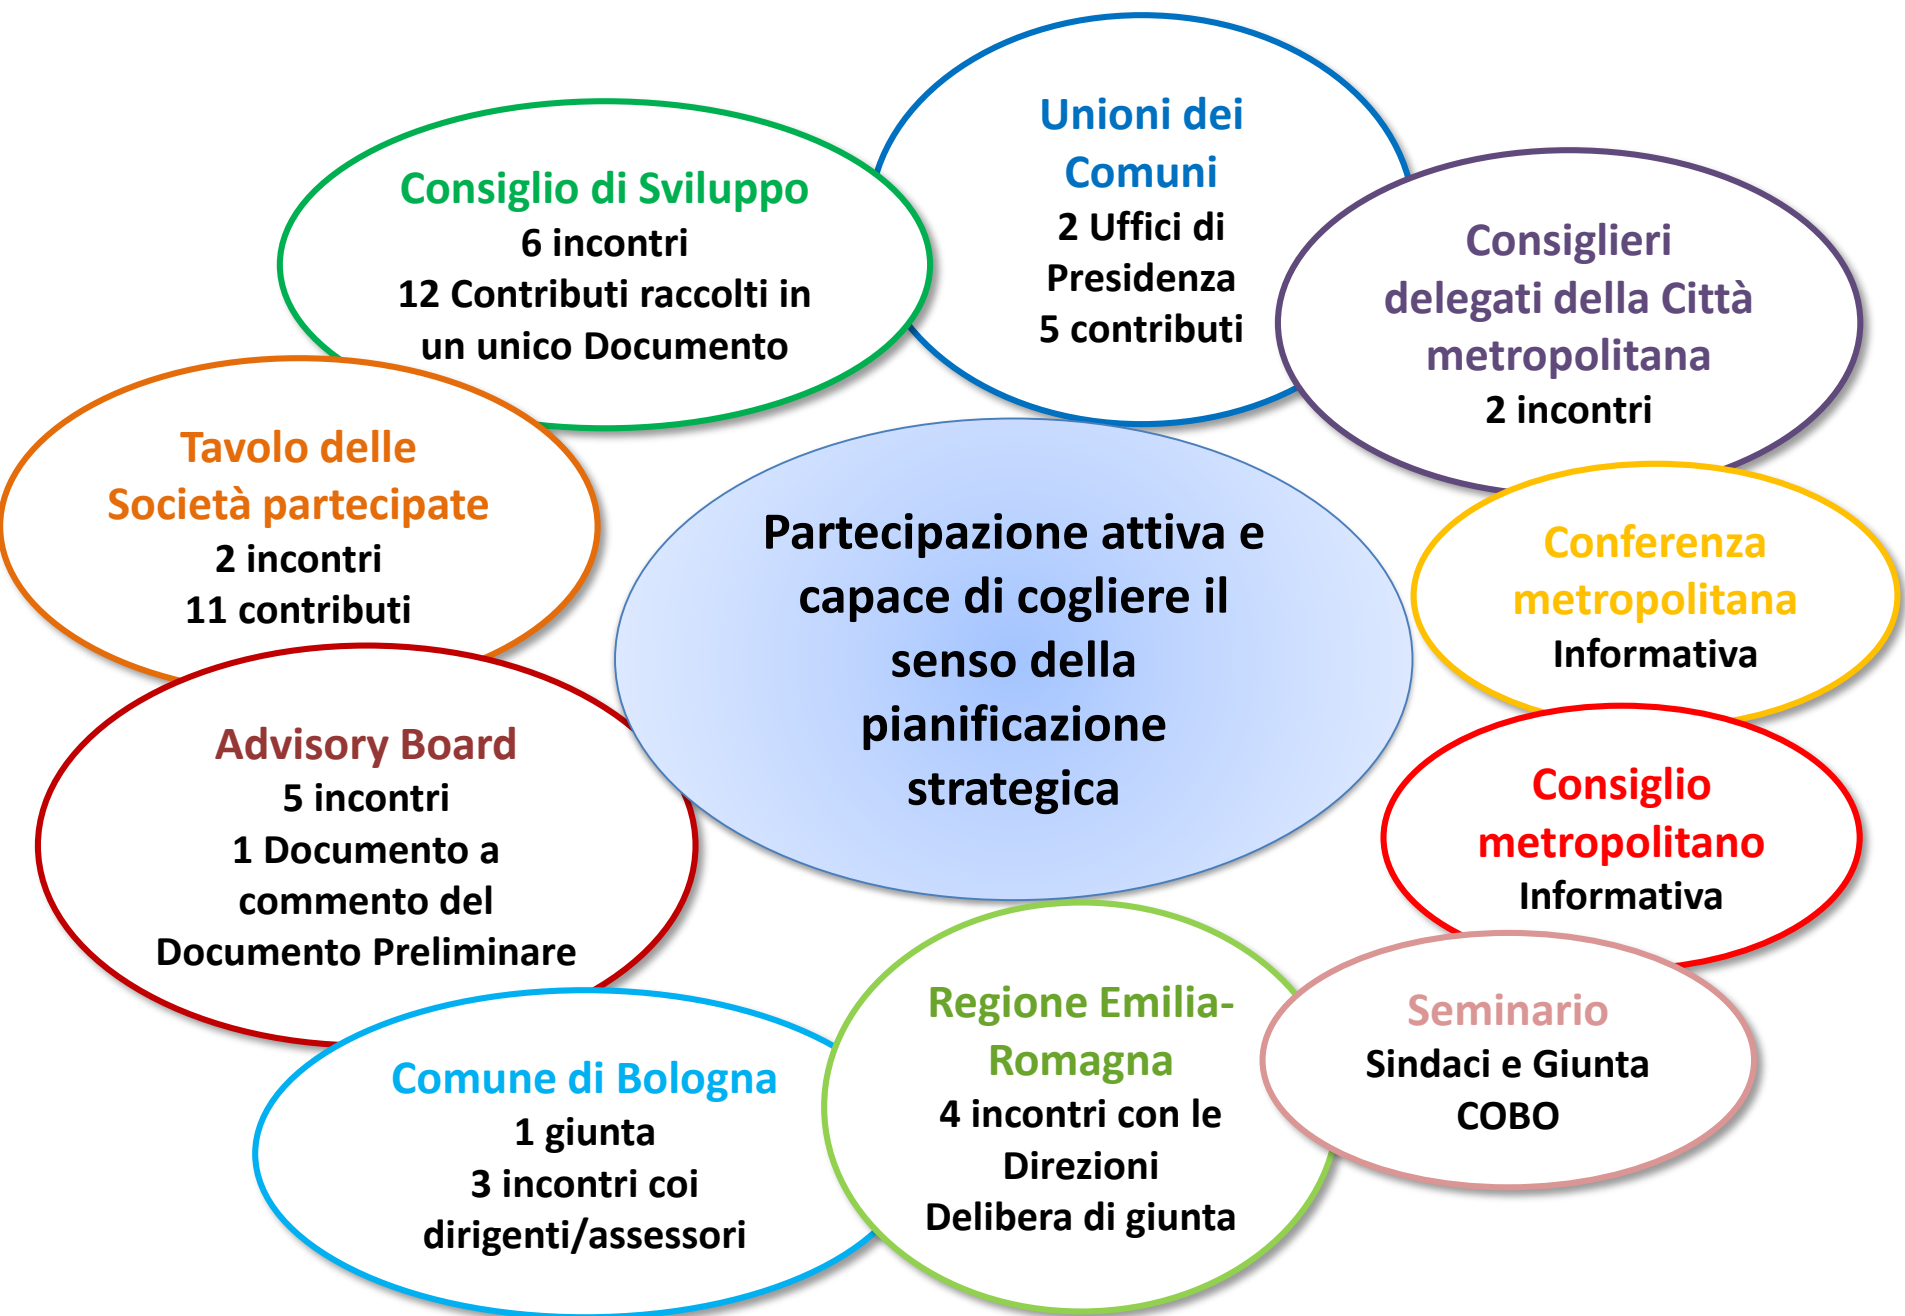 Unioni dei
Comuni
2 Uffici di
Presidenza
5 contributi
Consiglio di Sviluppo
6 incontri
12 Contributi raccolti in
un unico Documento
Consiglieri
delegati della Città
metropolitana
2 incontri
Tavolo delle
Società partecipate
2 incontri
11 contributi
Partecipazione attiva e
capace di cogliere il
senso della
pianificazione
strategica
Conferenza
metropolitana
Informativa
Advisory Board
5 incontri
1 Documento a
commento del
Documento Preliminare
Consiglio
metropolitano
Informativa
Comune di Bologna
1 giunta
3 incontri coi
dirigenti/assessori
Regione Emilia-
Romagna
4 incontri con le
Direzioni
Delibera di giunta
Seminario
Sindaci e Giunta
COBO